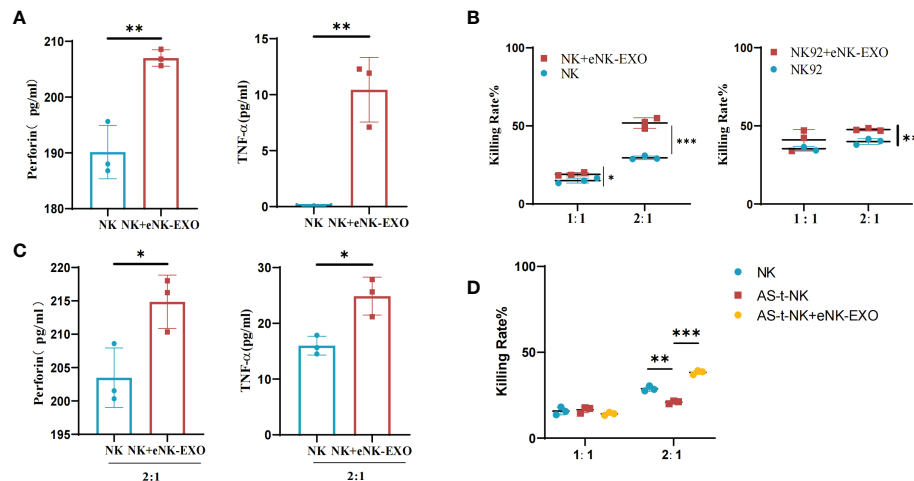 A
**
210
200
190
180
Perforin( pg/ml)
NK NK+eNK-EXO
**
15
10
5
0
TNF-α(pg/ml)
NK NK+eNK-EXO
B
100
50
0
Killing Rate%
NK+eNK-EXO
NK
*
***
1:1 2:1
100
50
0
Killing Rate%
NK92+eNK-EXO
NK92
1:1 2:1
C
*
220
215
210
205
200
195
Perforin( pg/ml)
NK NK+eNK-EXO
2:1
*
30
20
10
0
TNF-α(pg/ml)
NK NK+eNK-EXO
2:1
D
NK
AS-t-NK
AS-t-NK+eNK-EXO
100
50
0
Killing Rate%
**
***
1:1 2:1